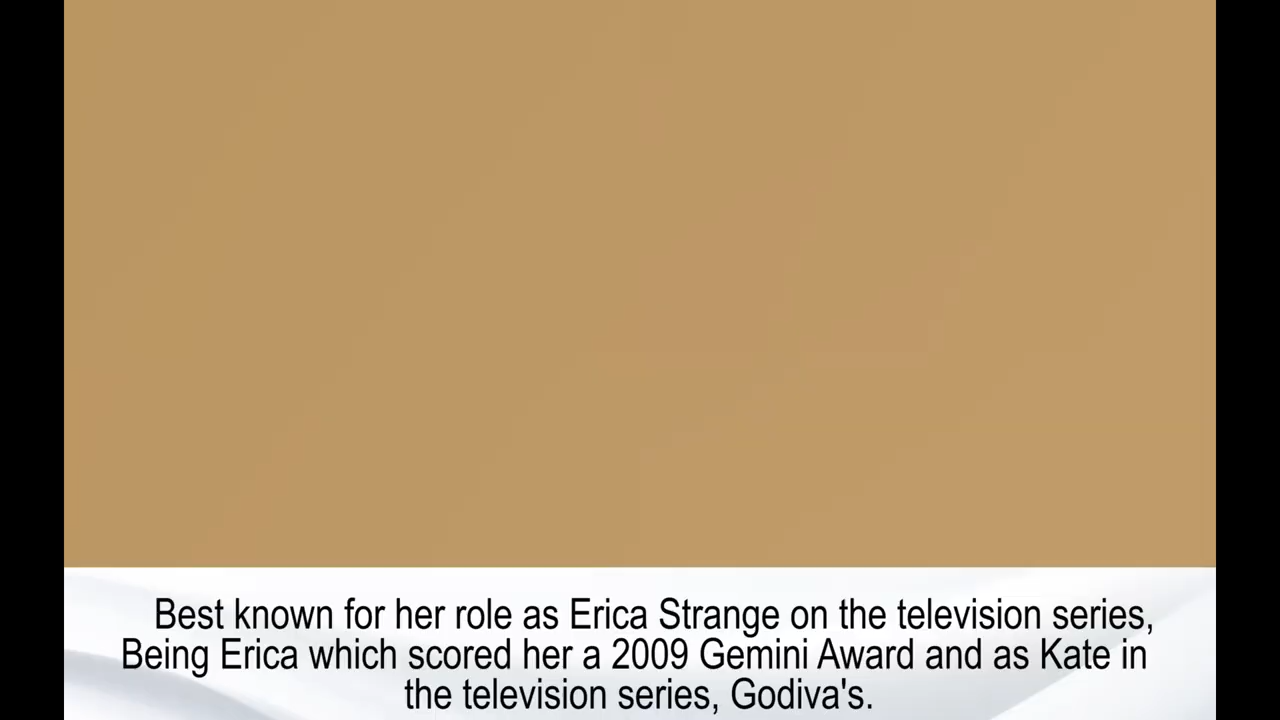 Best known for her role as Erica Strange on the television series,
Being Erica which scored her a 2009 Gemini Award and as Kate in
the television series, Godiva's.